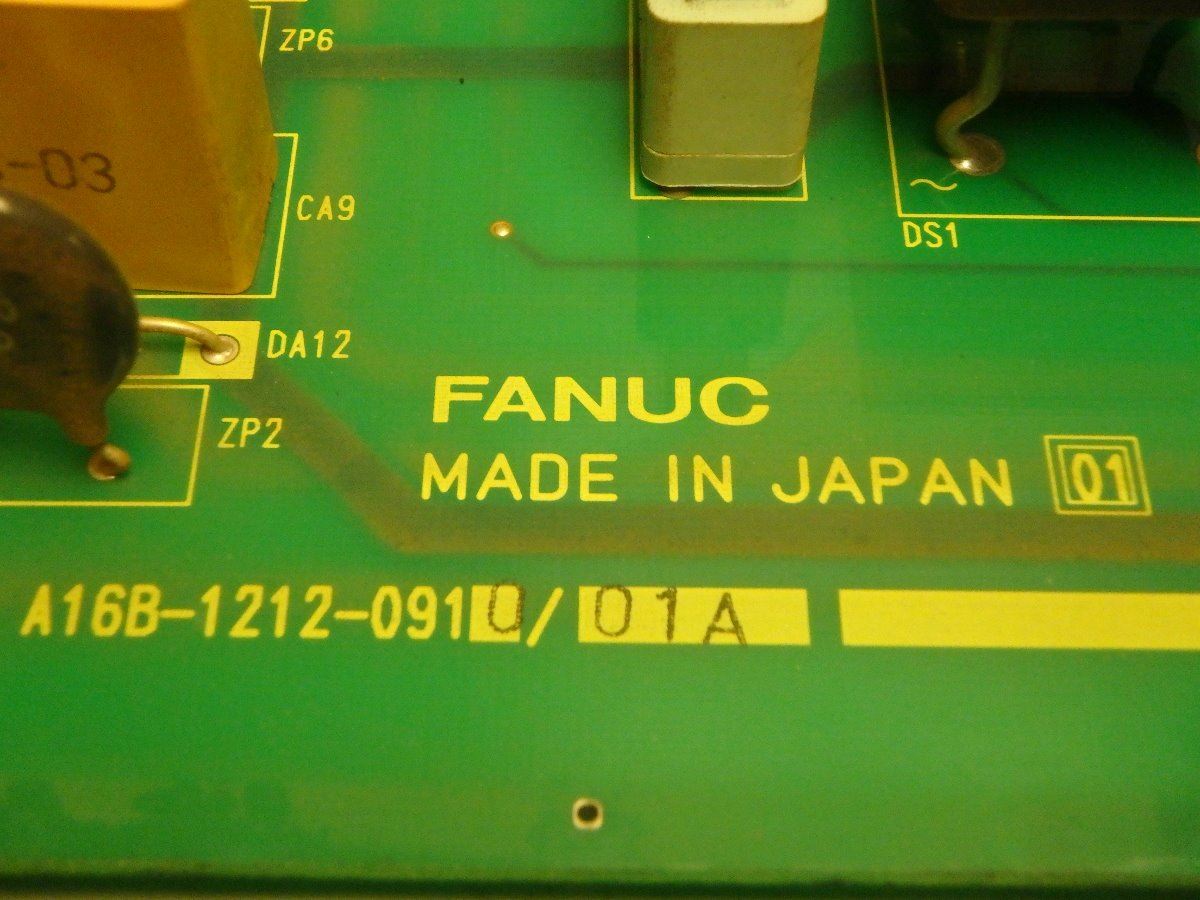 ZP6
-03
CA9
DS1
DA12
ZP2
FANUC
MADE IN JAPAN 01
A16B-1212-0910/01A